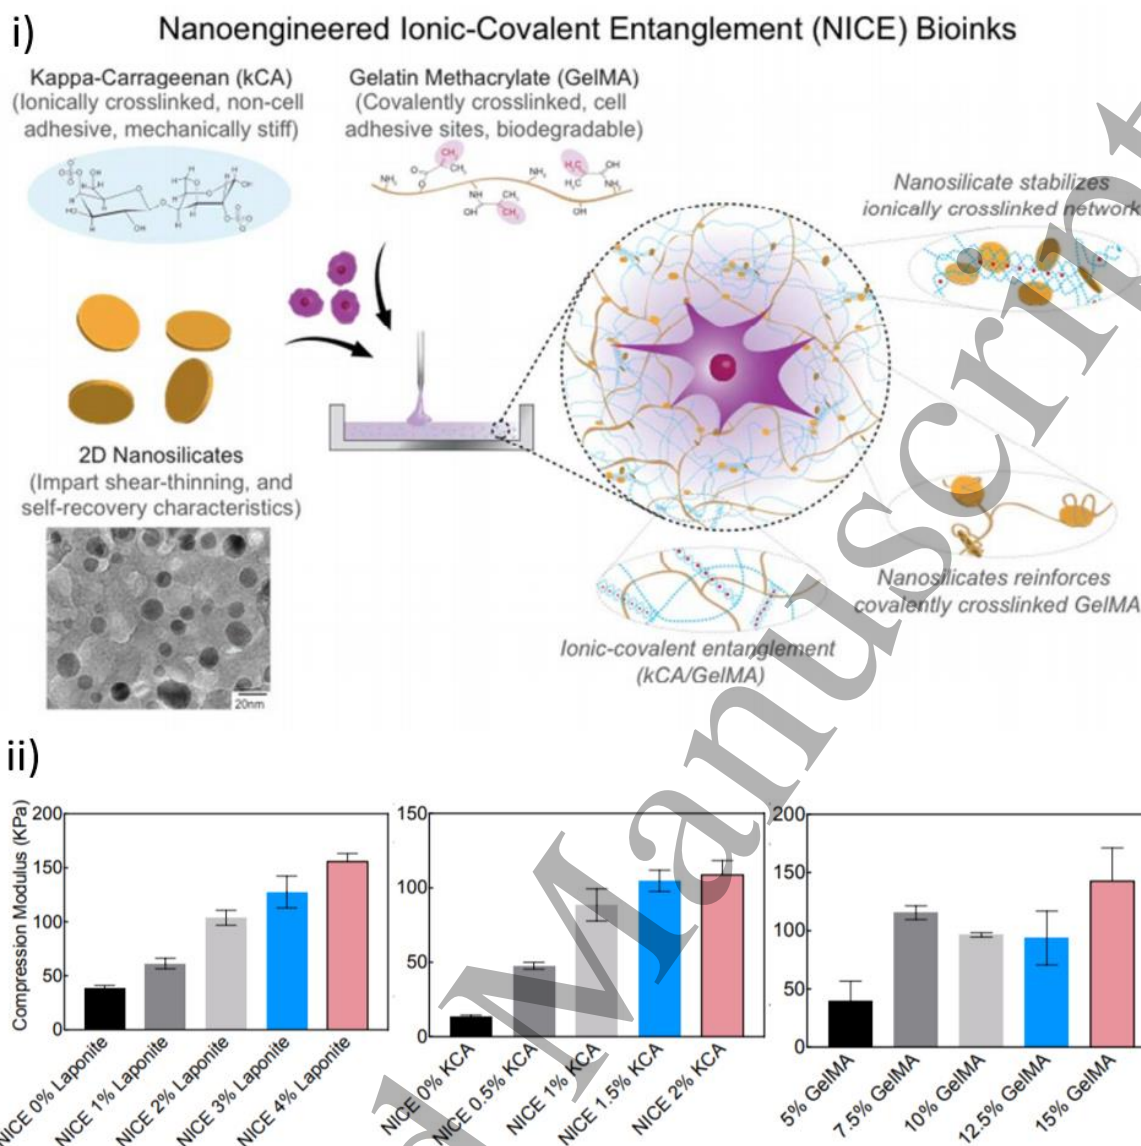 i)
Nanoengineered Ionic-Covalent Entanglement (NICE) Bioinks
Kappa-Carrageenan (kCA)
(Ionically crosslinked, non-cell
adhesive, mechanically stiff)
Gelatin Methacrylate (GelMA)
(Covalently crosslinked, cell
adhesive sites, biodegradable)
Nanosilicate stabilizes
ionically crosslinked network
2D Nanosilicates
(Impart shear-thinning, and
self-recovery characteristics)
20nm
Nanosilicates reinforces
covalently crosslinked GelMA
Ionic-covalent entanglement
(kCA/GelMA)
ii)
Compression Modulus (KPa)
200
150
100
50
0
NICE 0% Laponite
NICE 1% Laponite
NICE 2% Laponite
NICE 3% Laponite
NICE 4% Laponite
150
100
50
0
NICE 0% KCA
NICE 0.5% KCA
NICE 1% KCA
NICE 1.5% KCA
NICE 2% KCA
200
150
100
50
0
5% GelMA
7.5% GelMA
10% GelMA
12.5% GelMA
15% GelMA
d Manuscript